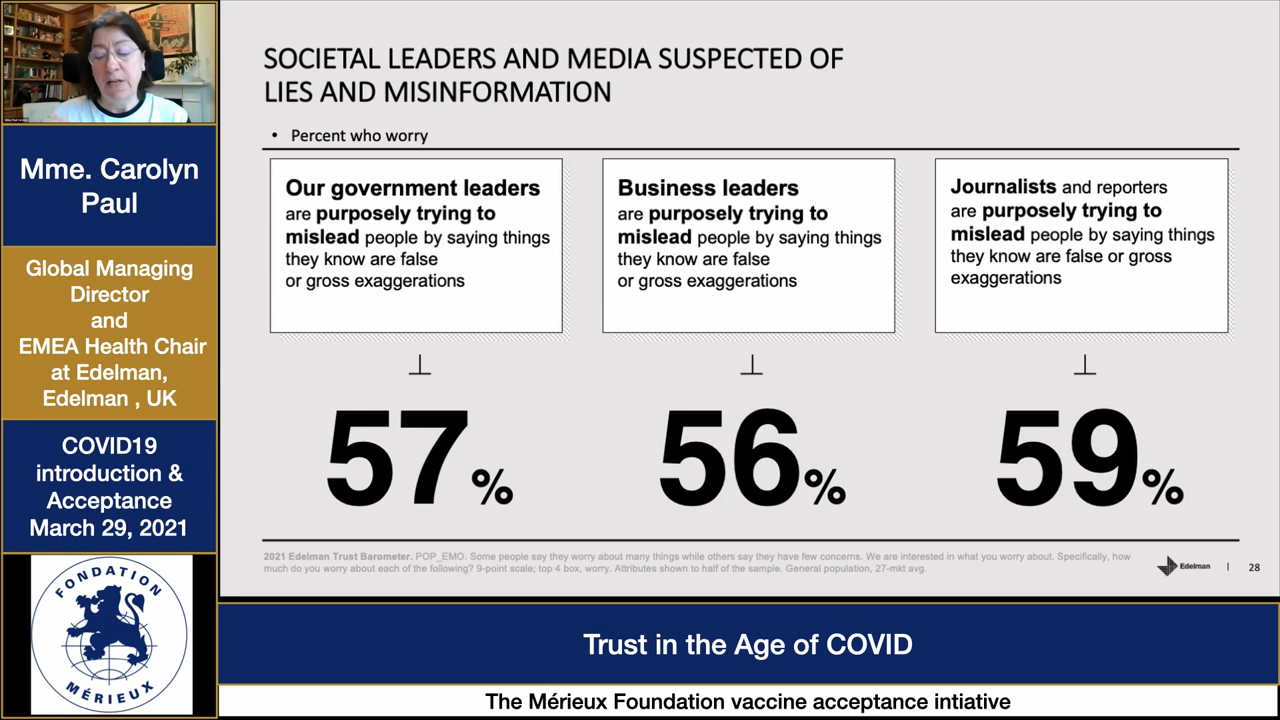 Mme. Carolyn
Paul
Global Managing
Director
and
EMEA Health Chair
at Edelman,
Edelman , UK
COVID19
introduction &
Acceptance
March 29, 2021
FONDATION
MÉRIEUX
SOCIETAL LEADERS AND MEDIA SUSPECTED OF
LIES AND MISINFORMATION
• Percent who worry
Our government leaders
are purposely trying to
mislead people by saying things
they know are false
or gross exaggerations
57%
Business leaders
are purposely trying to
mislead people by saying things
they know are false
or gross exaggerations
56%
Journalists and reporters
are purposely trying to
mislead people by saying things
they know are false or gross
exaggerations
59%
2021 Edelman Trust Barometer. POP_EMO. Some people say they worry about many things while others say they have few concerns. We are interested in what you worry about. Specifically, how
much do you worry about each of the following? 9-point scale; top 4 box, worry. Attributes shown to half of the sample. General population, 27-mkt avg.
Edelman | 28
Trust in the Age of COVID
The Mérieux Foundation vaccine acceptance intiative